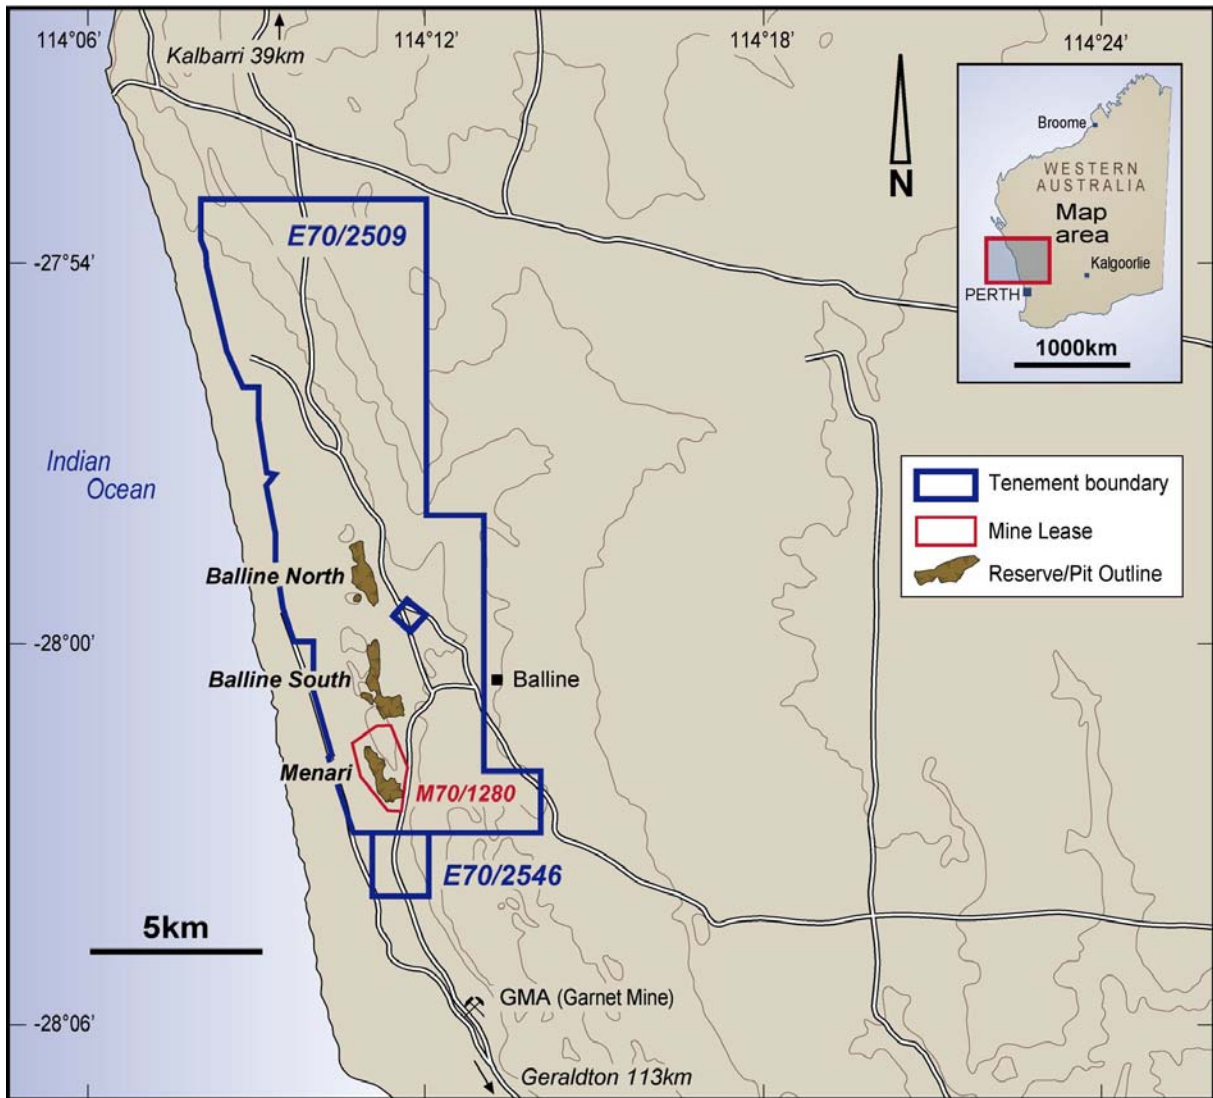 114°06’
114°12’
114°18’
114°24’
Kalbarri 39km
N
Broome
WESTERN
AUSTRALIA
Map
area
Kalgoorlie
PERTH
1000km
E70/2509
-27°54’
Indian
Ocean
Tenement boundary
Mine Lease
Reserve/Pit Outline
Balline North
-28°00’
Balline South
Balline
Menari
M70/1280
E70/2546
5km
GMA (Garnet Mine)
-28°06’
Geraldton 113km